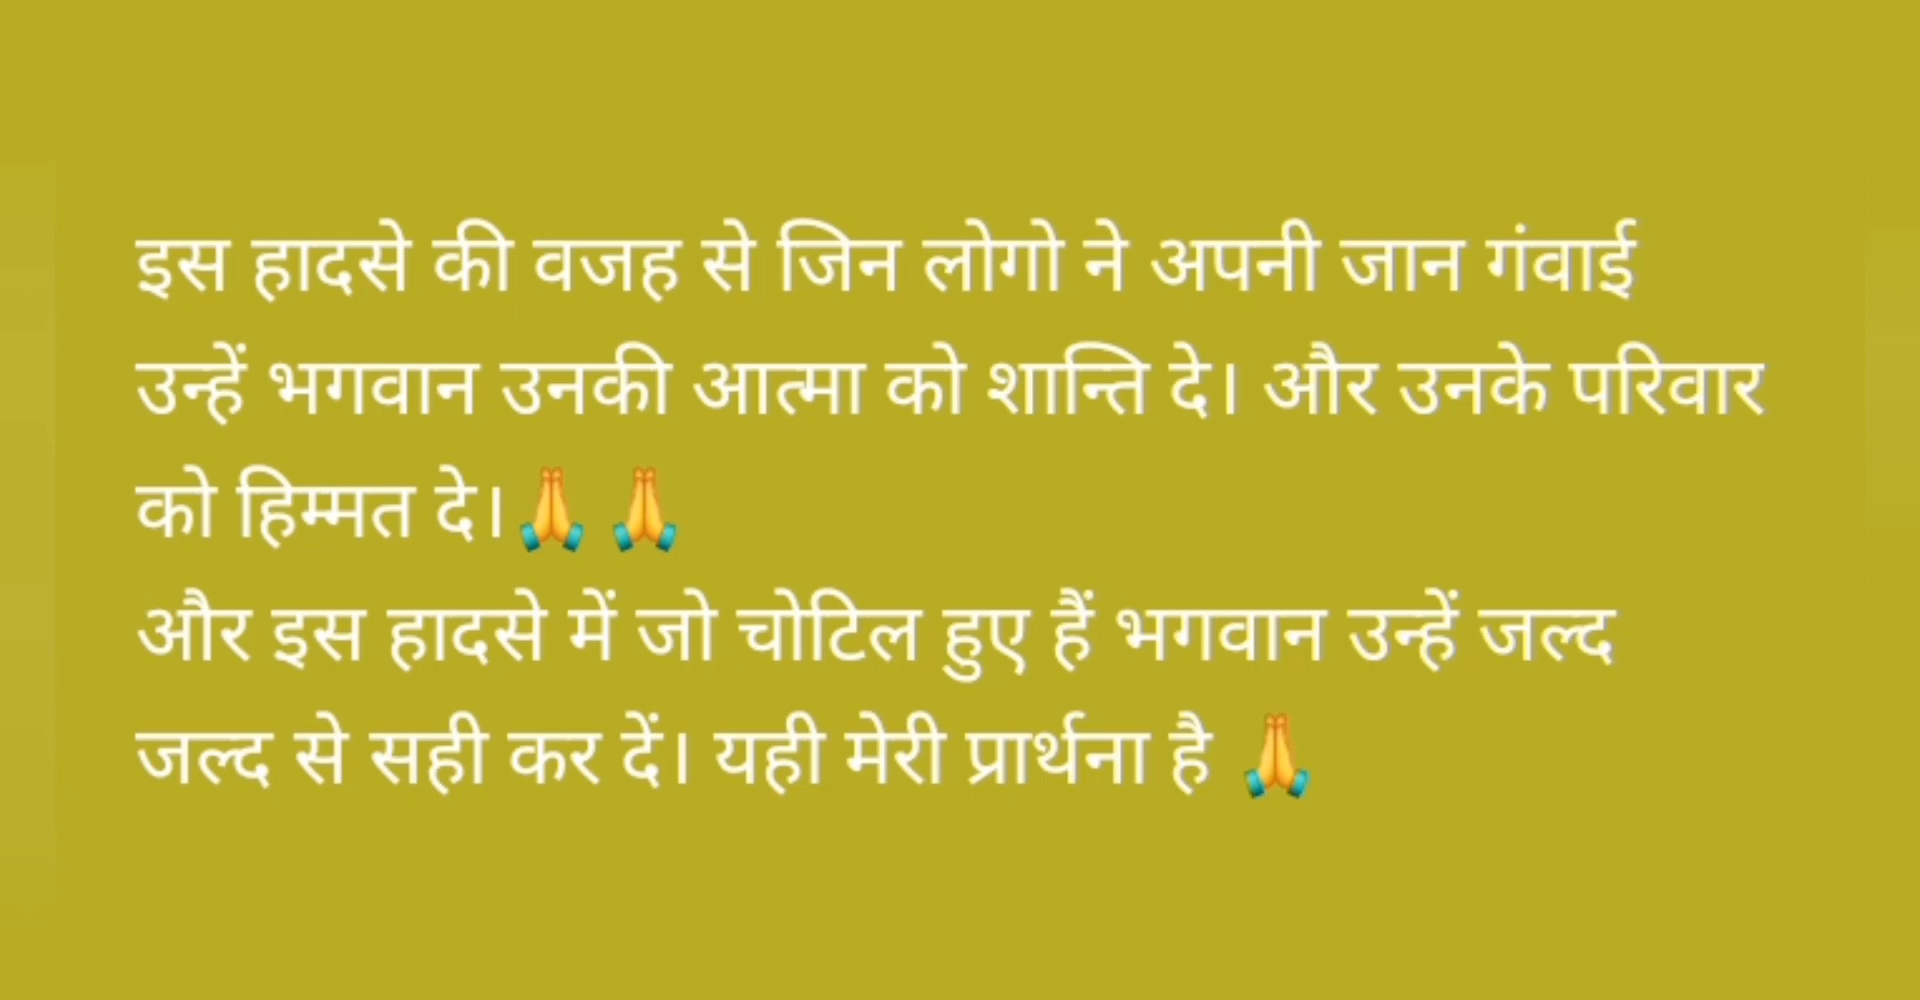 इस हादसे की वजह से जिन लोगो ने अपनी जान गंवाई
उन्हें भगवान उनकी आत्मा को शान्ति दे। और उनके परिवार
को हिम्मत दे।🙏 🙏
और इस हादसे में जो चोटिल हुए हैं भगवान उन्हें जल्द
जल्द से सही कर दें। यही मेरी प्रार्थना है 🙏